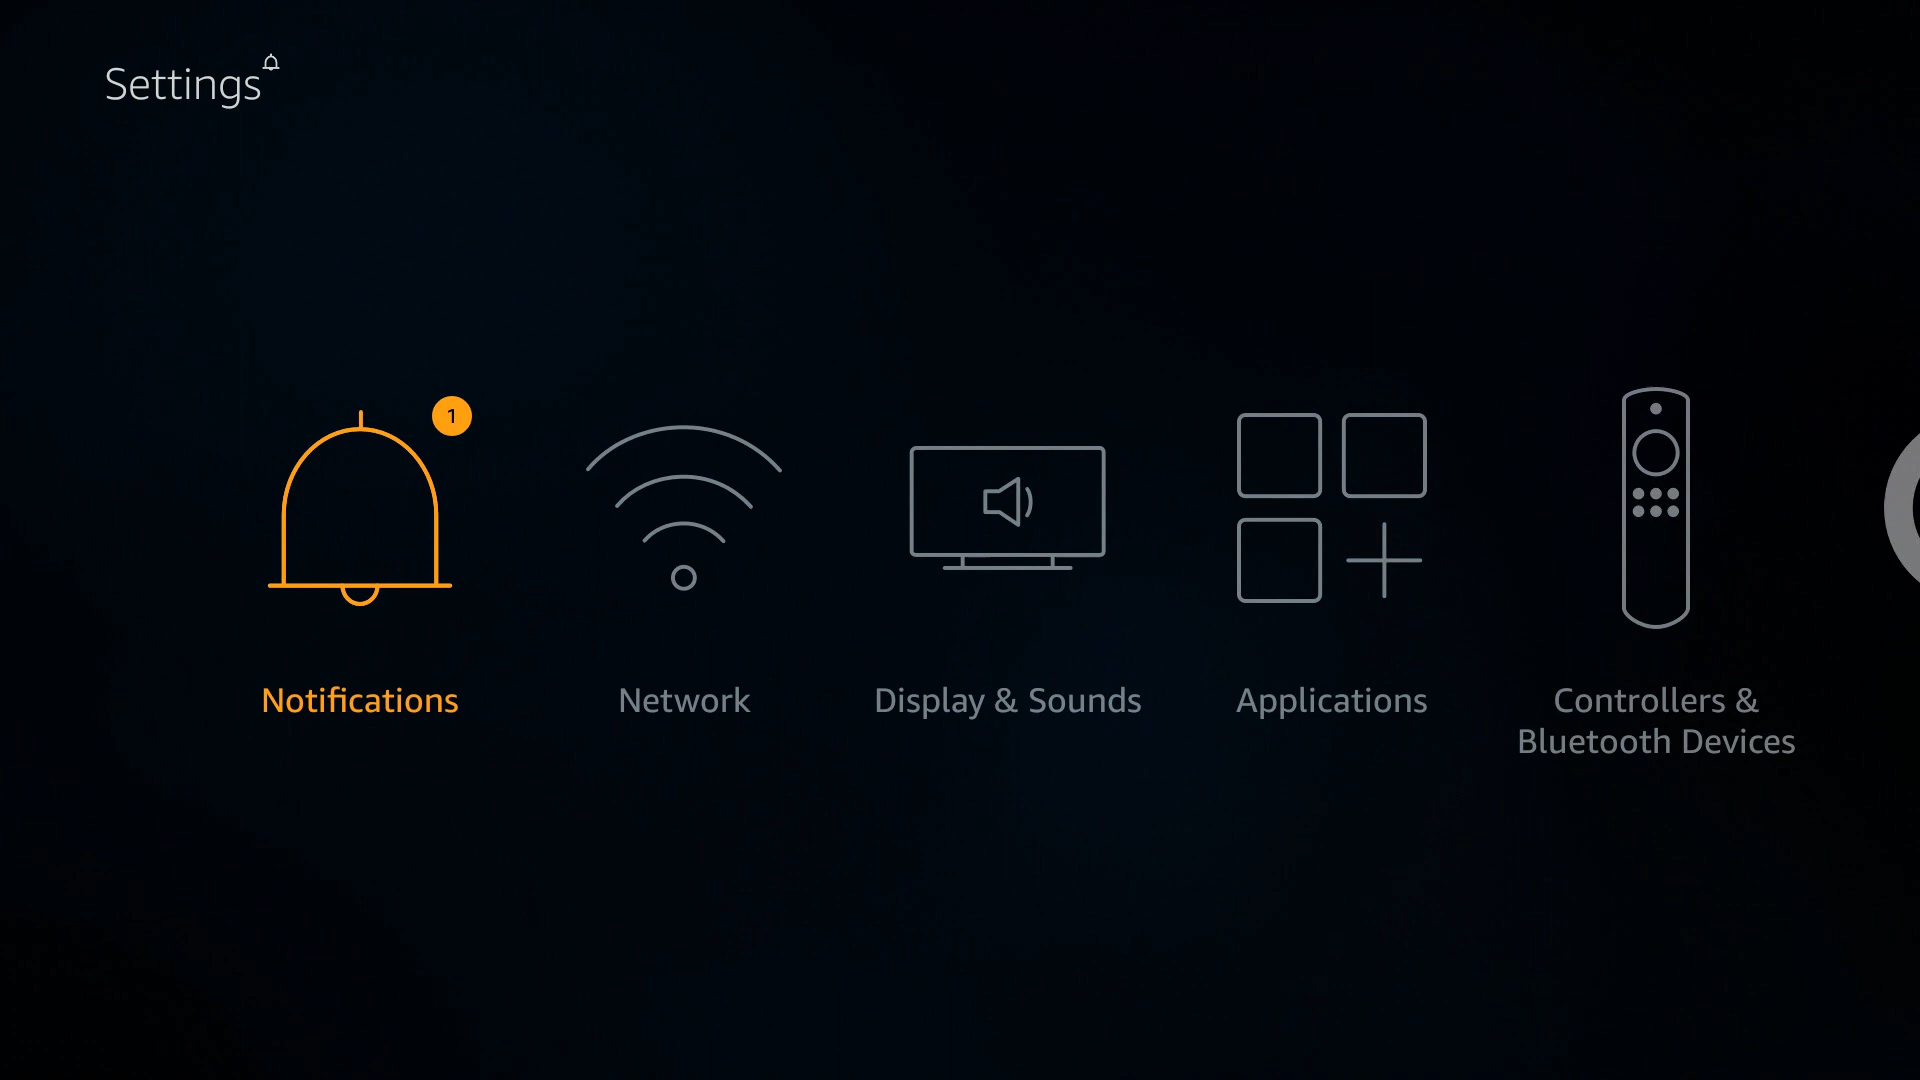 Settings
1
Notifications
Network
Display & Sounds
Applications
Controllers &
Bluetooth Devices